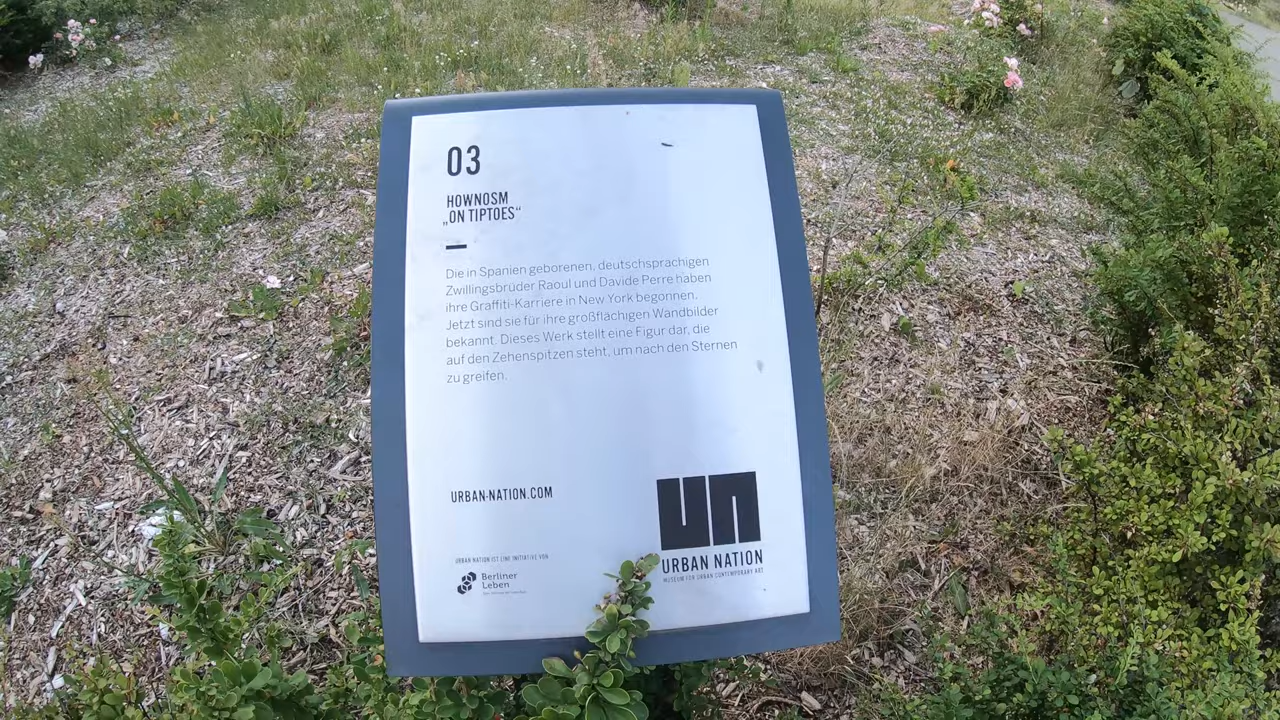 03
HOWNOSM
„ON TIPTOES“
Die in Spanien geborenen, deutschsprachigen
Zwillingsbrüder Raoul und Davide Perre haben
ihre Graffiti-Karriere in New York begonnen.
Jetzt sind sie für ihre großflächigen Wandbilder
bekannt. Dieses Werk stellt eine Figur dar, die
auf den Zehenspitzen steht, um nach den Sternen
zu greifen.
URBAN-NATION.COM
URBAN NATION IST EINE INITIATIVE VON
Berliner
Leben
un
URBAN NATION
MUSEUM FOR URBAN CONTEMPORARY ART